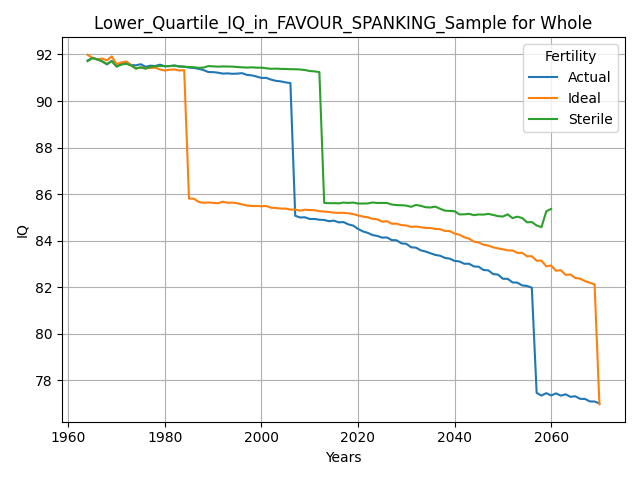 Lower_Quartile_IQ_in_FAVOUR_SPANKING_Sample for Whole
Fertility
Actual
Ideal
Sterile
IQ
92
90
88
86
84
82
80
78
1960 1980 2000 2020 2040 2060
Years